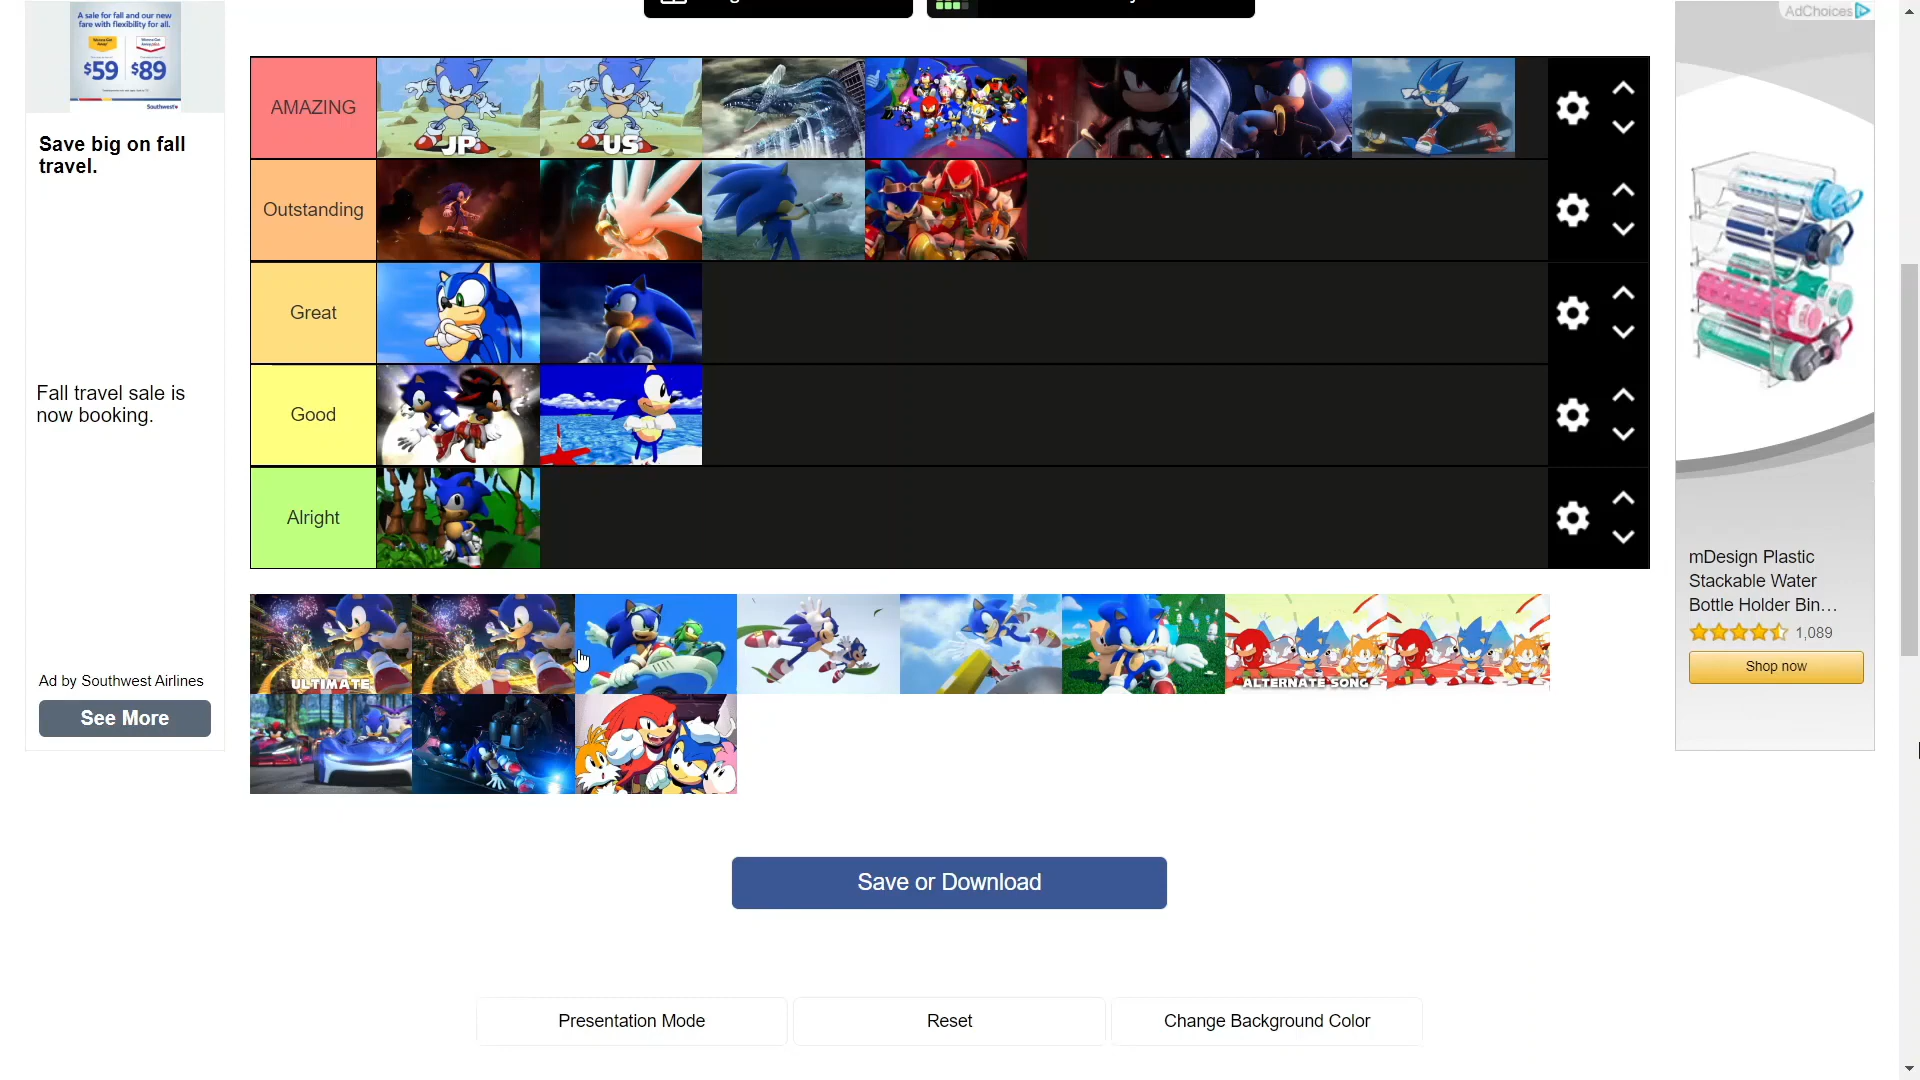 A sale for fall and our new
fare with flexibility for all.
$59 $89
Southwest
Save big on fall
travel.
Fall travel sale is
now booking.
Ad by Southwest Airlines
See More
AMAZING
JP
US
Outstanding
Great
Good
Alright
ULTIMATE
ALTERNATE SONG
Save or Download
Presentation Mode
Reset
Change Background Color
AdChoices
mDesign Plastic
Stackable Water
Bottle Holder Bin...
1,089
Shop now